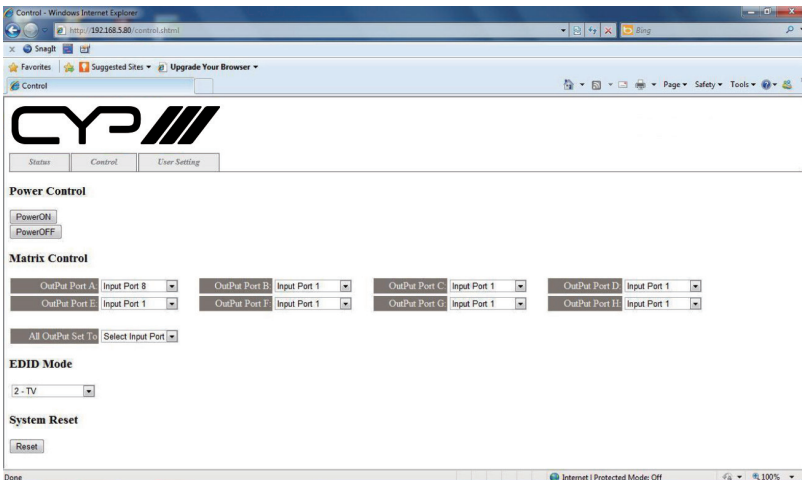 Control - Windows Internet Explorer
http://192.168.5.80/control.shtml
Bing
SnagIt
Favorites Suggested Sites Upgrade Your Browser
Control
Page Safety Tools
CYP
Status Control User Setting
Power Control
PowerON
PowerOFF
Matrix Control
OutPut Port A: Input Port 8 OutPut Port B: Input Port 1 OutPut Port C: Input Port 1 OutPut Port D: Input Port 1
OutPut Port E: Input Port 1 OutPut Port F: Input Port 1 OutPut Port G: Input Port 1 OutPut Port H: Input Port 1
All OutPut Set To Select Input Port
EDID Mode
2 - TV
System Reset
Reset
Done Internet | Protected Mode: Off 100%